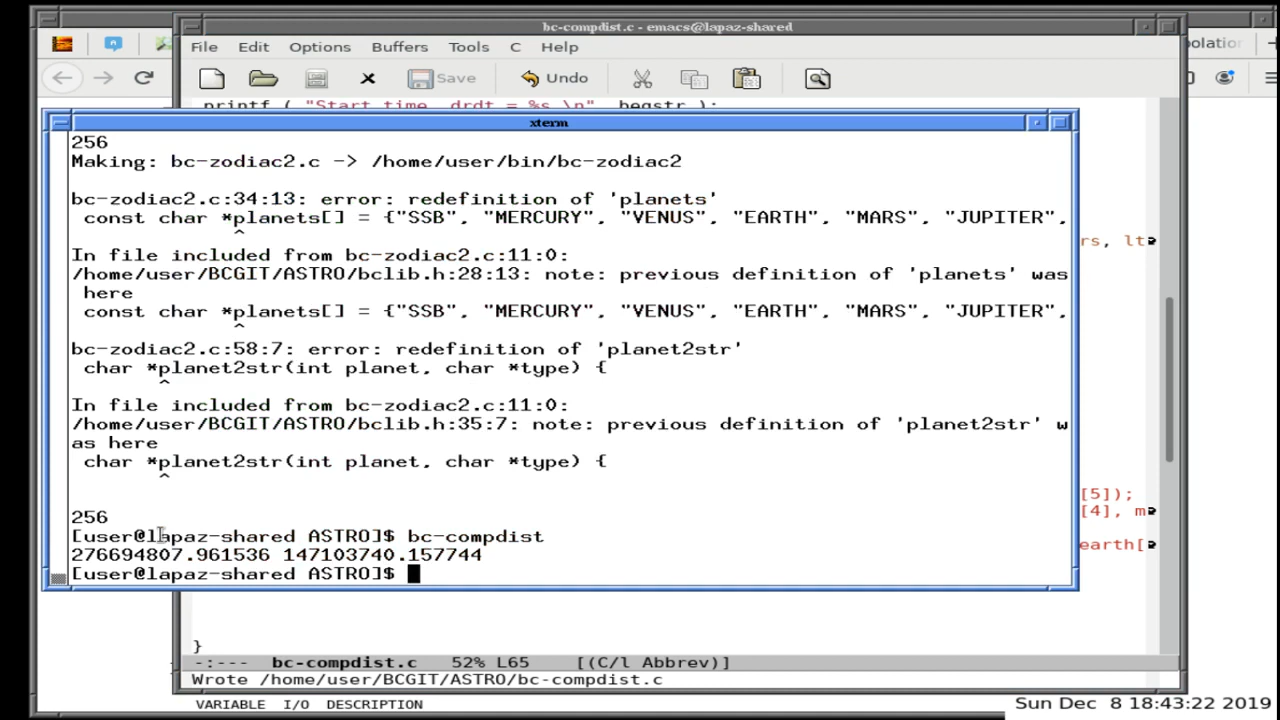 bc-compdist.c - emacs@lapaz-shared
File Edit Options Buffers Tools C Help
Save Undo
polation
printf ( "Start time, drdt = %s \n", begstr );
xterm
256
Making: bc-zodiac2.c -> /home/user/bin/bc-zodiac2
bc-zodiac2.c:34:13: error: redefinition of 'planets'
const char *planets[] = {"SSB", "MERCURY", "VENUS", "EARTH", "MARS", "JUPITER",
^
In file included from bc-zodiac2.c:11:0:
/home/user/BCGIT/ASTRO/bclib.h:28:13: note: previous definition of 'planets' was
here
const char *planets[] = {"SSB", "MERCURY", "VENUS", "EARTH", "MARS", "JUPITER",
^
bc-zodiac2.c:58:7: error: redefinition of 'planet2str'
char *planet2str(int planet, char *type) {
^
In file included from bc-zodiac2.c:11:0:
/home/user/BCGIT/ASTRO/bclib.h:35:7: note: previous definition of 'planet2str' w
as here
char *planet2str(int planet, char *type) {
^
256
[user@lapaz-shared ASTRO]$ bc-compdist
276694807.961536 147103740.157744
[user@lapaz-shared ASTRO]$
rs, lt
[5]);
[4], m
earth[
}
-:--- bc-compdist.c 52% L65 [(C/l Abbrev)]
Wrote /home/user/BCGIT/ASTRO/bc-compdist.c
VARIABLE I/O DESCRIPTION
Sun Dec 8 18:43:22 2019